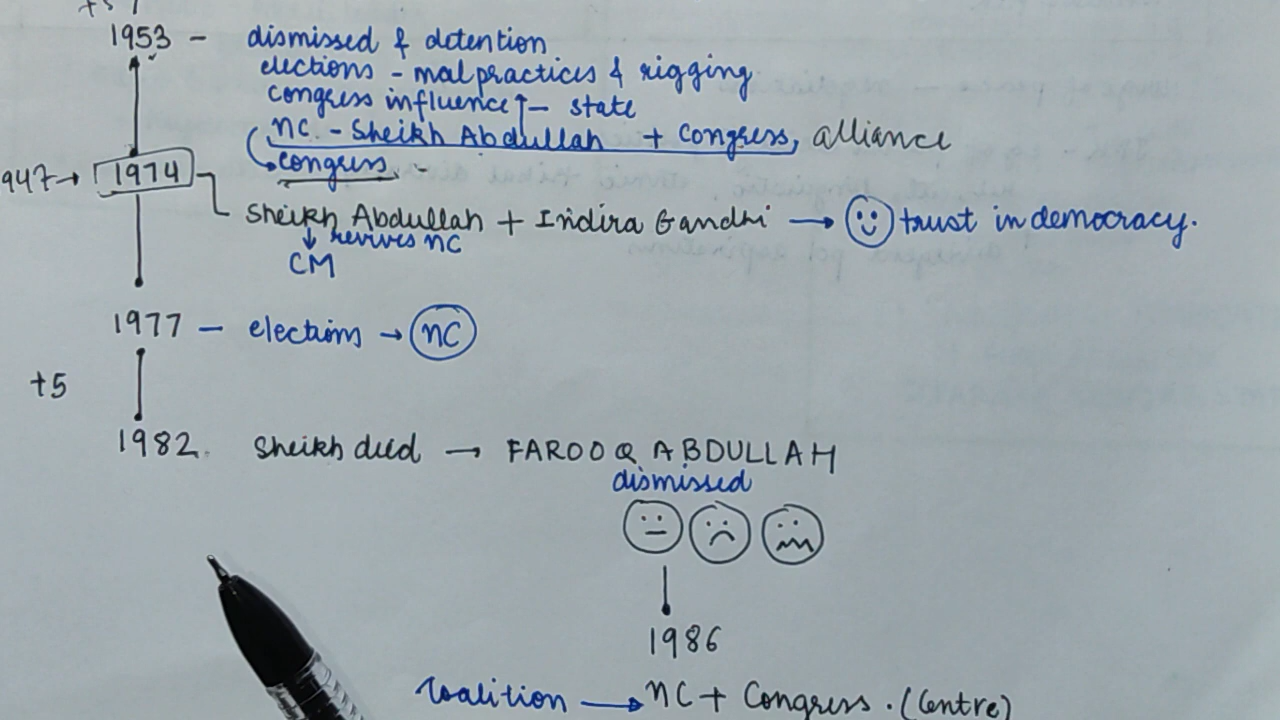 1953 - dismissed & detention
elections - malpractices & rigging
congress influence ↑ - state
nc - Sheikh Abdullah + Congress, alliance
congress.
947 → 1974
Sheikh Abdullah + Indira Gandhi → trust in democracy.
↓ revives nc
CM
1977 - elections → nc
+5
1982. Sheikh died → FAROOQ ABDULLAH
dismissed
1986
Coalition → NC + Congress. (Centre)